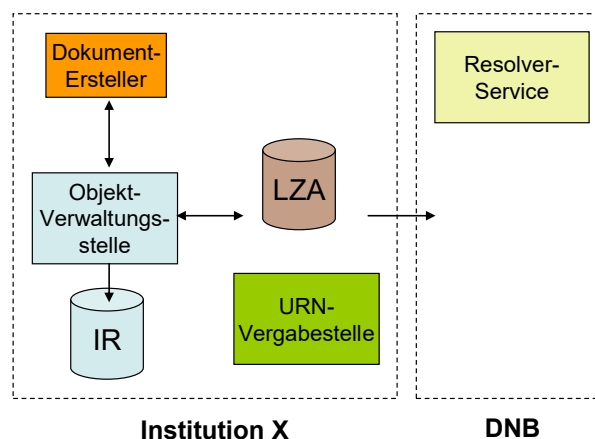 Dokument-
Ersteller
Resolver-
Service
LZA
Objekt-
Verwaltungs-
stelle
URN-
Vergabestelle
IR
Institution X
DNB